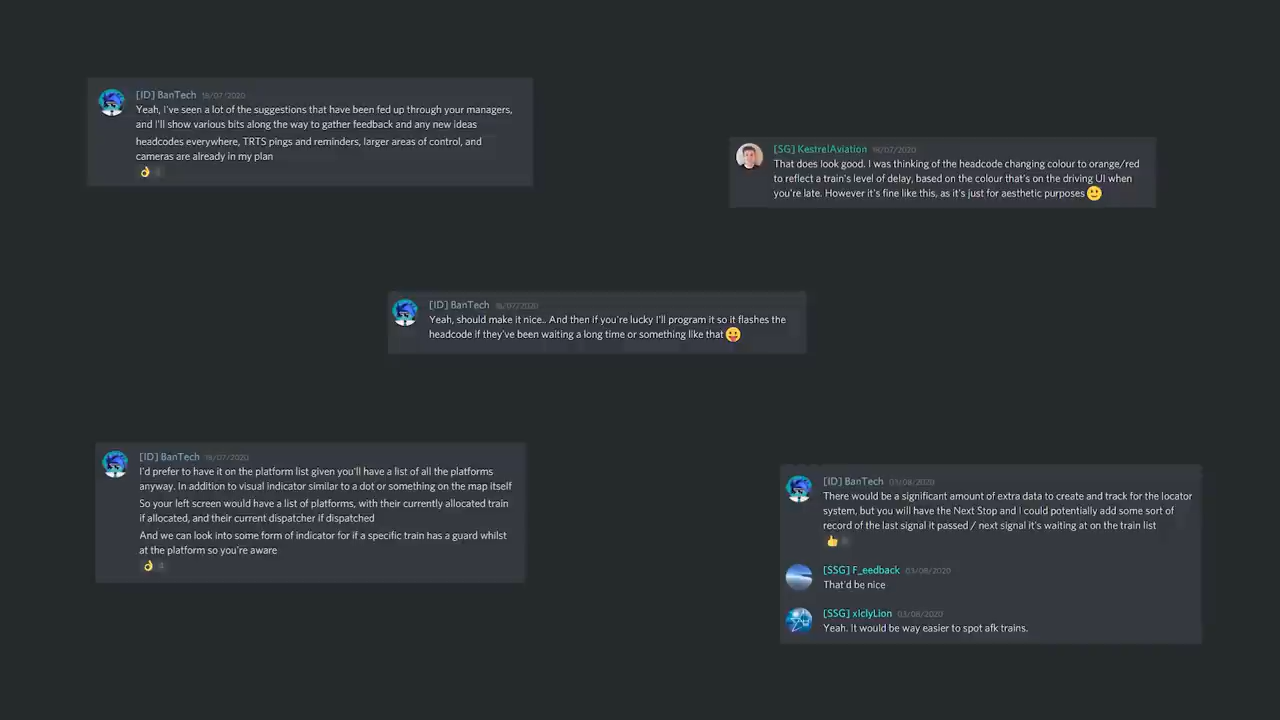 [ID] BanTech 18/07/2020
Yeah, I've seen a lot of the suggestions that have been fed up through your managers,
and I'll show various bits along the way to gather feedback and any new ideas
headcodes everywhere, TRTS pings and reminders, larger areas of control, and
cameras are already in my plan
[SG] KestrelAviation 18/07/2020
That does look good. I was thinking of the headcode changing colour to orange/red
to reflect a train's level of delay, based on the colour that's on the driving UI when
you're late. However it's fine like this, as it's just for aesthetic purposes
[ID] BanTech 18/07/2020
Yeah, should make it nice.. And then if you're lucky I'll program it so it flashes the
headcode if they've been waiting a long time or something like that
[ID] BanTech 19/07/2020
I'd prefer to have it on the platform list given you'll have a list of all the platforms
anyway. In addition to visual indicator similar to a dot or something on the map itself
So your left screen would have a list of platforms, with their currently allocated train
if allocated, and their current dispatcher if dispatched
And we can look into some form of indicator for if a specific train has a guard whilst
at the platform so you're aware
4
[ID] BanTech 03/08/2020
There would be a significant amount of extra data to create and track for the locator
system, but you will have the Next Stop and I could potentially add some sort of
record of the last signal it passed / next signal it's waiting at on the train list
[SSG] F_eedback 03/08/2020
That'd be nice
[SSG] xIclyLion 03/08/2020
Yeah. It would be way easier to spot afk trains.